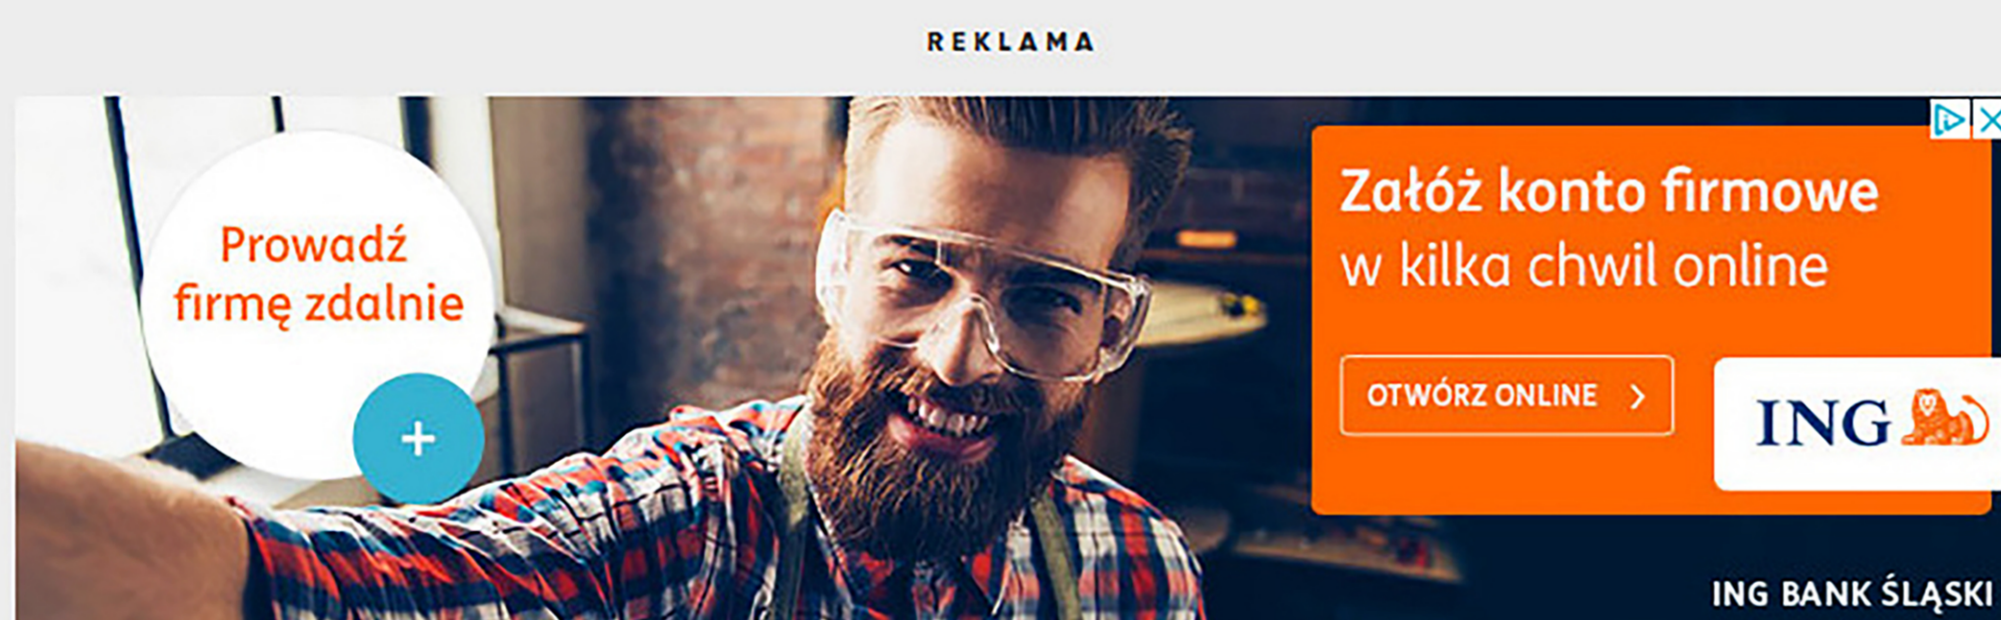 REKLAMA
Prowadź
firmę zdalnie
+
Załóż konto firmowe
w kilka chwil online
OTWÓRZ ONLINE >
ING
ING BANK ŚLĄSKI